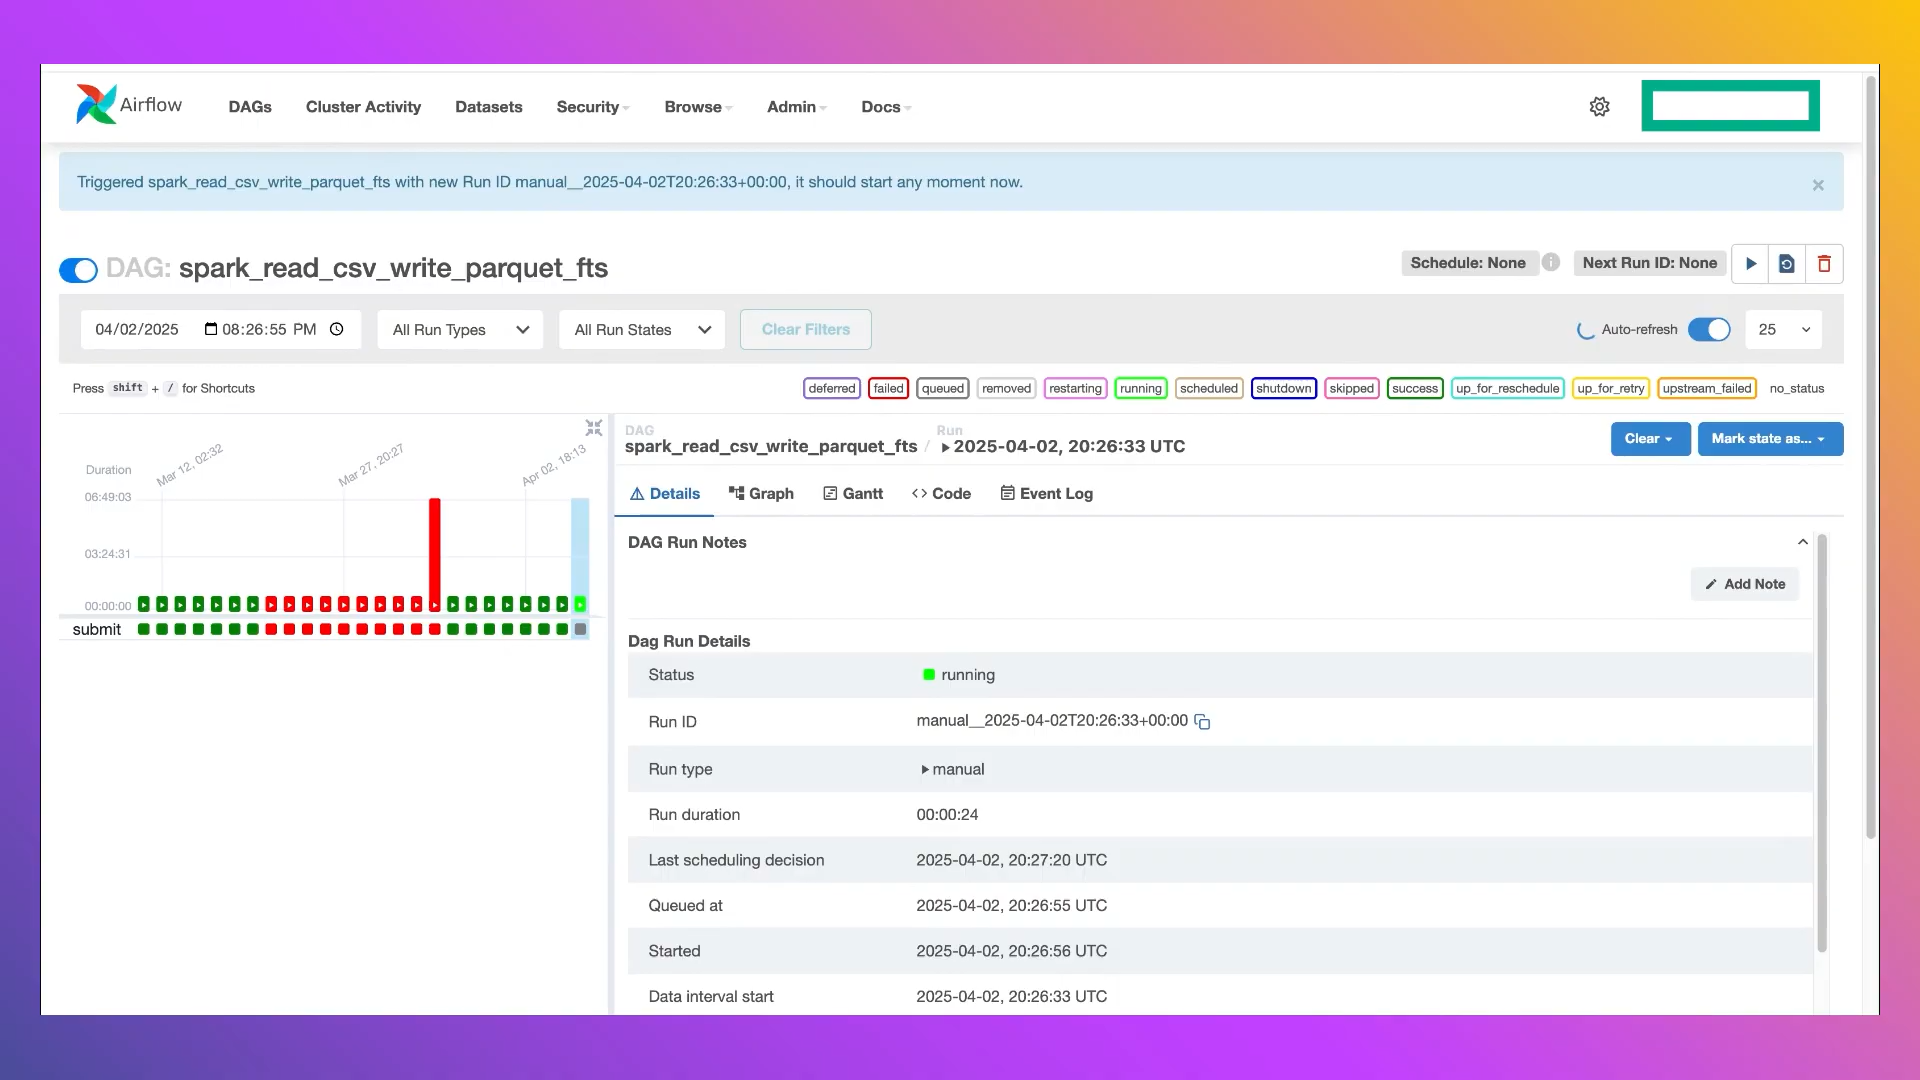 Airflow DAGs Cluster Activity Datasets Security Browse Admin Docs
Triggered spark_read_csv_write_parquet_fts with new Run ID manual__2025-04-02T20:26:33+00:00, it should start any moment now. ×
DAG: spark_read_csv_write_parquet_fts Schedule: None Next Run ID: None
04/02/2025 08:26:55 PM All Run Types All Run States Clear Filters Auto-refresh 25
Press shift + / for Shortcuts deferred failed queued removed restarting running scheduled shutdown skipped success up_for_reschedule up_for_retry upstream_failed no_status
Mar 12, 02:32 Mar 27, 20:27 Apr 02, 18:13
Duration
06:49:03
03:24:31
00:00:00
submit
DAG Run
spark_read_csv_write_parquet_fts / 2025-04-02, 20:26:33 UTC Clear Mark state as...
Details Graph Gantt Code Event Log
DAG Run Notes
Add Note
Dag Run Details
Status running
Run ID manual__2025-04-02T20:26:33+00:00
Run type manual
Run duration 00:00:24
Last scheduling decision 2025-04-02, 20:27:20 UTC
Queued at 2025-04-02, 20:26:55 UTC
Started 2025-04-02, 20:26:56 UTC
Data interval start 2025-04-02, 20:26:33 UTC